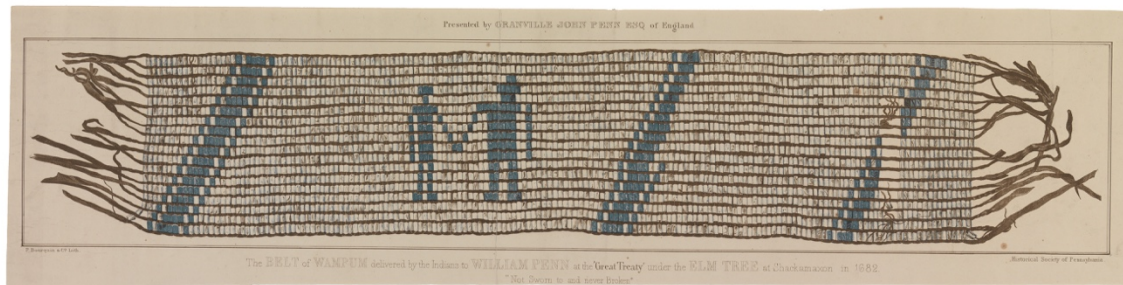 Presented by GRANVILLE JOHN PENN ESQ of England
Historical Society of Pennsylvania
The BELT of WAMPUM delivered by the Indians to WILLIAM PENN at the "Great Treaty" under the ELM TREE at Shackamaxon in 1682.
"Not Sworn to and never Broken"